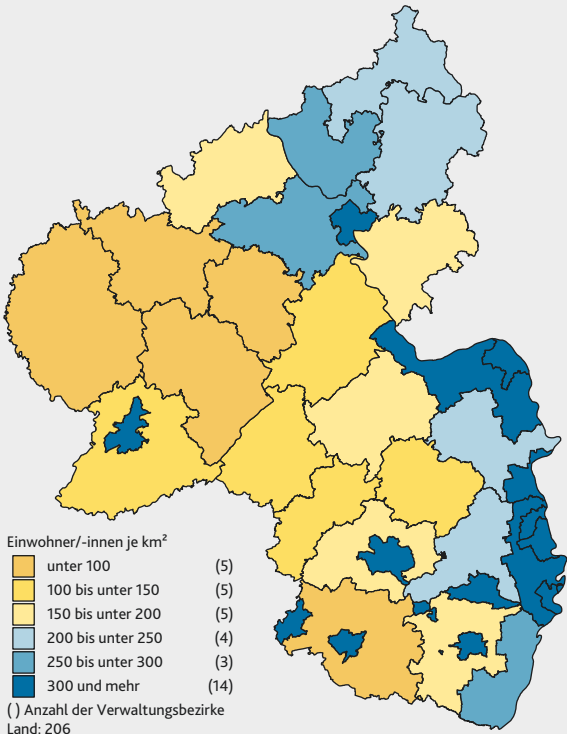 Einwohner/-innen je km²
unter 100 (5)
100 bis unter 150 (5)
150 bis unter 200 (5)
200 bis unter 250 (4)
250 bis unter 300 (3)
300 und mehr (14)
( ) Anzahl der Verwaltungsbezirke
Land: 206